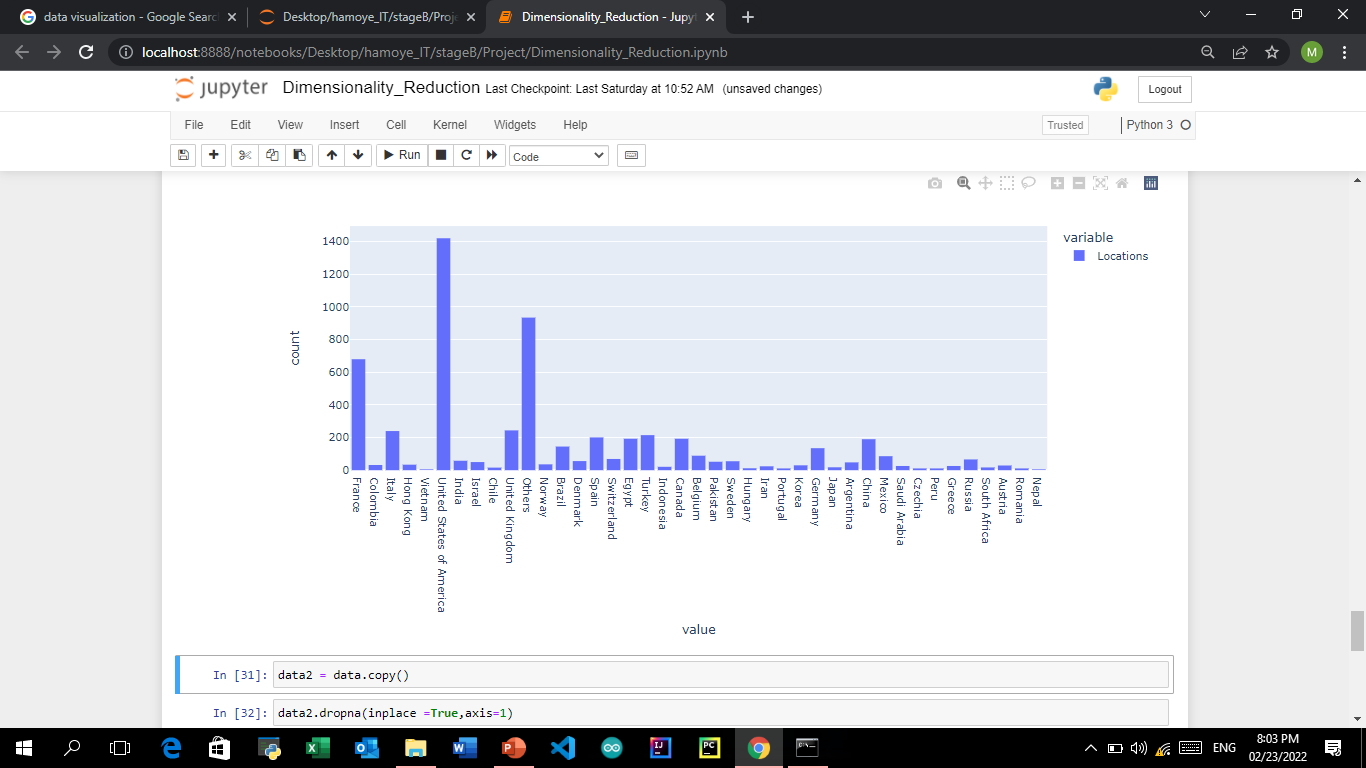 data visualization - Google Searc
Desktop/hamoye_IT/stageB/Proje
Dimensionality_Reduction - Jupyt
localhost:8888/notebooks/Desktop/hamoye_IT/stageB/Project/Dimensionality_Reduction.ipynb
M
jupyter Dimensionality_Reduction Last Checkpoint: Last Saturday at 10:52 AM (unsaved changes)
Logout
File Edit View Insert Cell Kernel Widgets Help
Trusted
Python 3
Run
Code
variable
Locations
1400
1200
1000
800
600
400
200
0
count
France
Colombia
Italy
Hong Kong
Vietnam
United States of America
India
Israel
Chile
United Kingdom
Others
Norway
Brazil
Denmark
Spain
Switzerland
Egypt
Turkey
Indonesia
Canada
Belgium
Pakistan
Sweden
Hungary
Iran
Portugal
Korea
Germany
Japan
Argentina
China
Mexico
Saudi Arabia
Czechia
Peru
Greece
Russia
South Africa
Austria
Romania
Nepal
value
In [31]: data2 = data.copy()
In [32]: data2.dropna(inplace =True,axis=1)
ENG
8:03 PM
02/23/2022